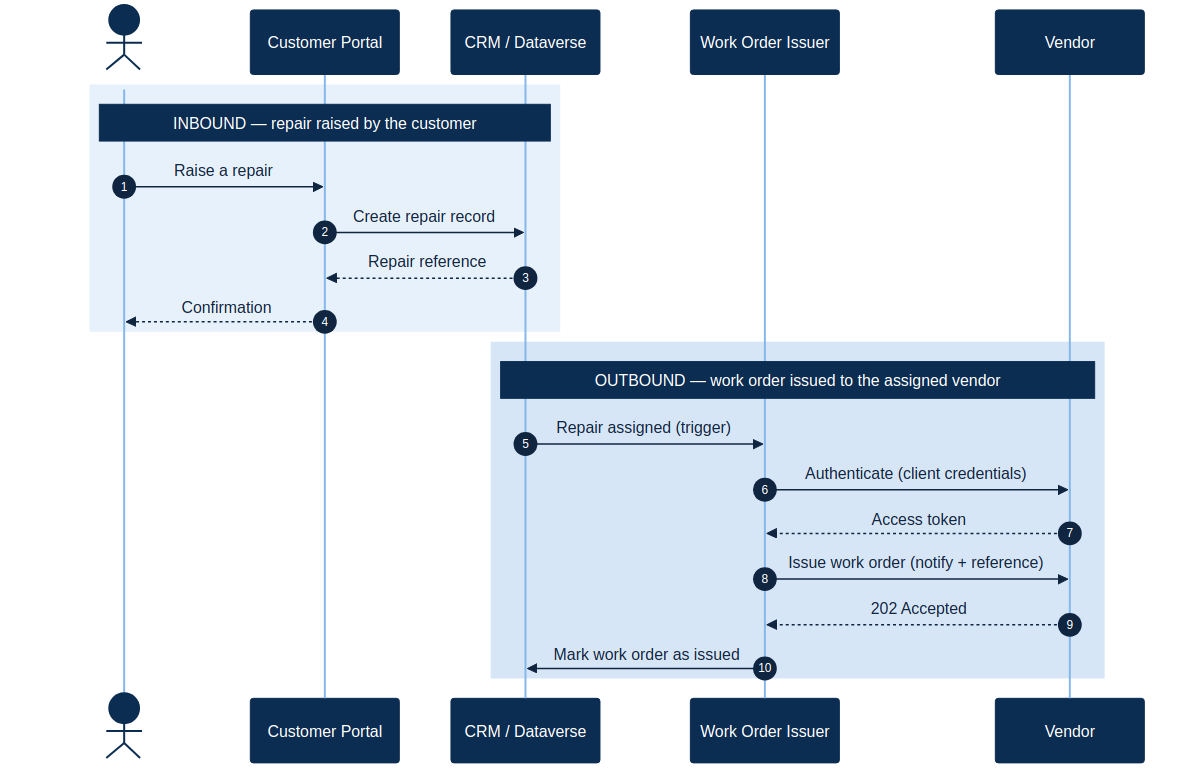 Customer Portal
CRM / Dataverse
Work Order Issuer
Vendor
INBOUND — repair raised by the customer
Raise a repair
1
Create repair record
2
Repair reference
3
Confirmation
4
OUTBOUND — work order issued to the assigned vendor
Repair assigned (trigger)
5
Authenticate (client credentials)
6
Access token
7
Issue work order (notify + reference)
8
202 Accepted
9
Mark work order as issued
10
Customer Portal
CRM / Dataverse
Work Order Issuer
Vendor